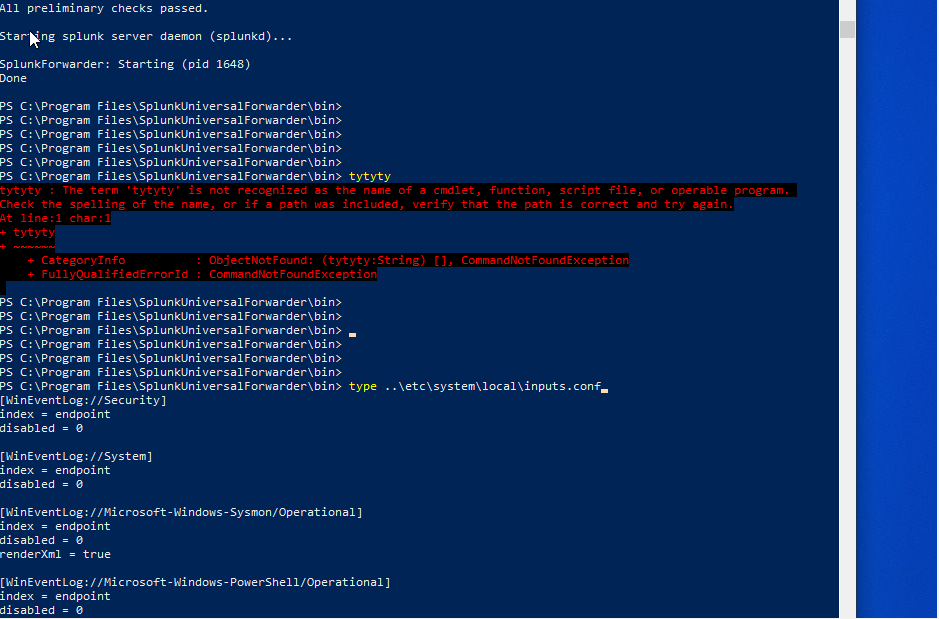 All preliminary checks passed.
Starting splunk server daemon (splunkd)...
SplunkForwarder: Starting (pid 1648)
Done
PS C:\Program Files\SplunkUniversalForwarder\bin>
PS C:\Program Files\SplunkUniversalForwarder\bin>
PS C:\Program Files\SplunkUniversalForwarder\bin>
PS C:\Program Files\SplunkUniversalForwarder\bin>
PS C:\Program Files\SplunkUniversalForwarder\bin>
PS C:\Program Files\SplunkUniversalForwarder\bin> tytyty
tytyty : The term 'tytyty' is not recognized as the name of a cmdlet, function, script file, or operable program.
Check the spelling of the name, or if a path was included, verify that the path is correct and try again.
At line:1 char:1
+ tytyty
+ ~~~~~~
    + CategoryInfo          : ObjectNotFound: (tytyty:String) [], CommandNotFoundException
    + FullyQualifiedErrorId : CommandNotFoundException
PS C:\Program Files\SplunkUniversalForwarder\bin>
PS C:\Program Files\SplunkUniversalForwarder\bin>
PS C:\Program Files\SplunkUniversalForwarder\bin>
PS C:\Program Files\SplunkUniversalForwarder\bin>
PS C:\Program Files\SplunkUniversalForwarder\bin>
PS C:\Program Files\SplunkUniversalForwarder\bin>
PS C:\Program Files\SplunkUniversalForwarder\bin> type ..\etc\system\local\inputs.conf
[WinEventLog://Security]
index = endpoint
disabled = 0
[WinEventLog://System]
index = endpoint
disabled = 0
[WinEventLog://Microsoft-Windows-Sysmon/Operational]
index = endpoint
disabled = 0
renderXml = true
[WinEventLog://Microsoft-Windows-PowerShell/Operational]
index = endpoint
disabled = 0